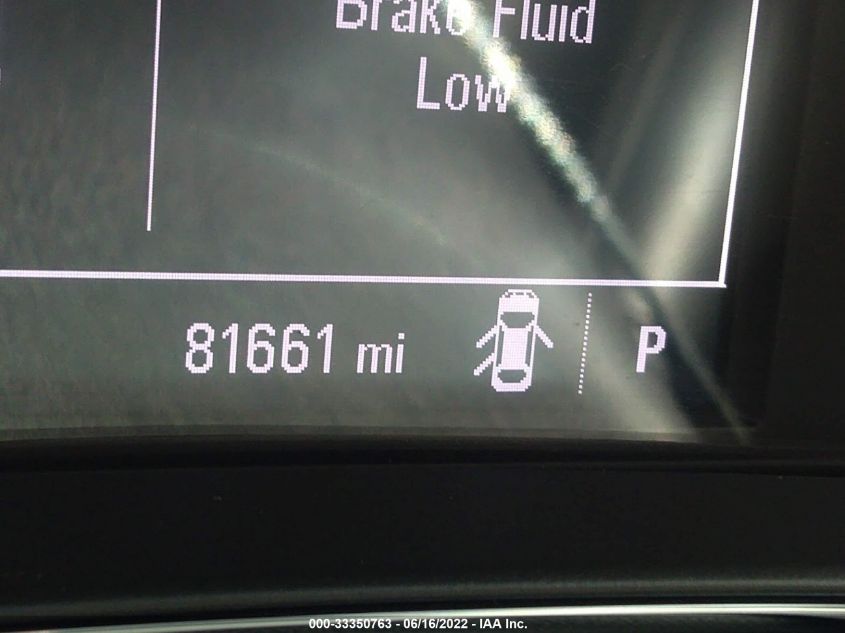 Brake Fluid
Low
81661 mi
P
000-33350763 - 06/16/2022 - IAA Inc.